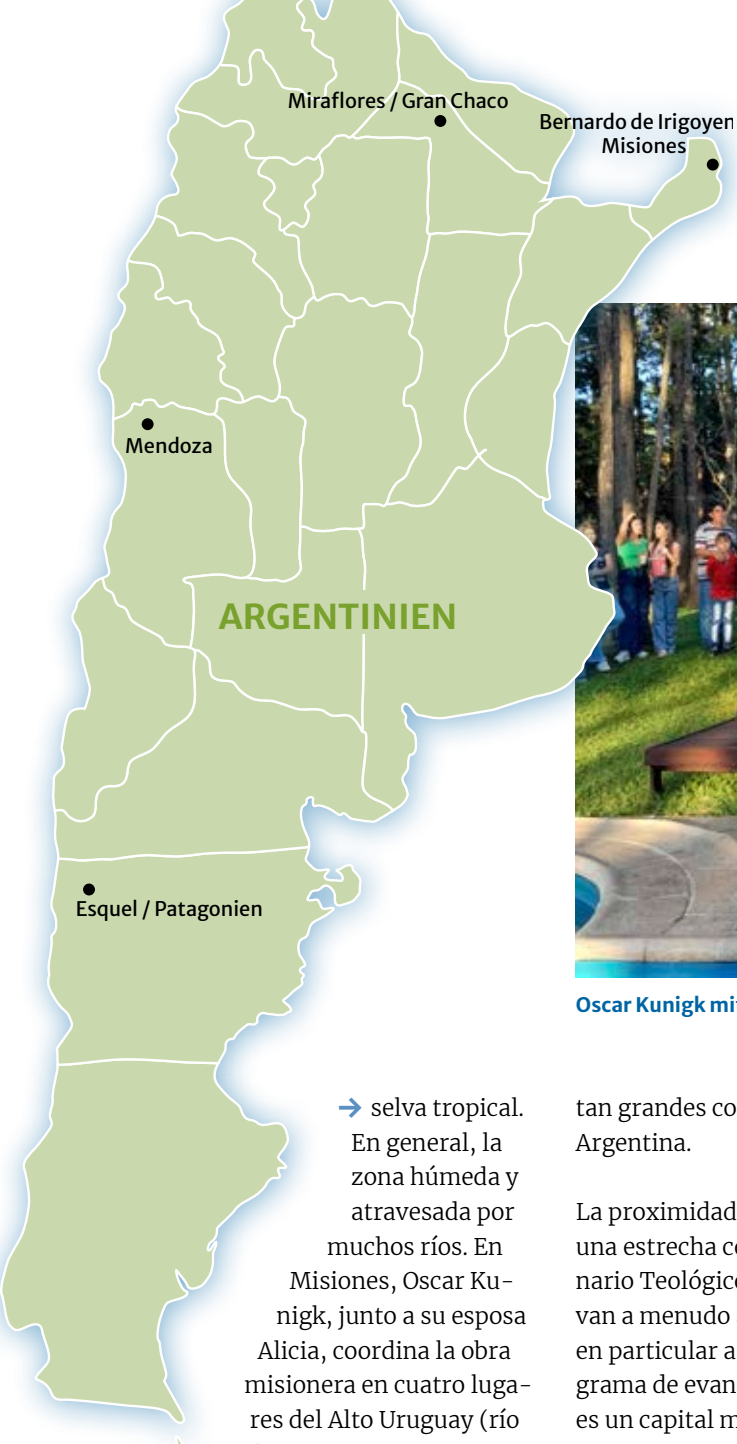 Miraflores / Gran Chaco
Bernardo de Irigoyen
Misiones
Mendoza
ARGENTINIEN
Esquel / Patagonien
Oscar Kunigk mit
→ selva tropical.
En general, la
zona húmeda y
atravesada por
muchos ríos. En
Misiones, Oscar Ku-
nigk, junto a su esposa
Alicia, coordina la obra
misionera en cuatro luga-
res del Alto Uruguay (río
tan grandes co
Argentina.
La proximidad
una estrecha
nario Teológico
van a menudo
en particular a
grama de evan
es un capital